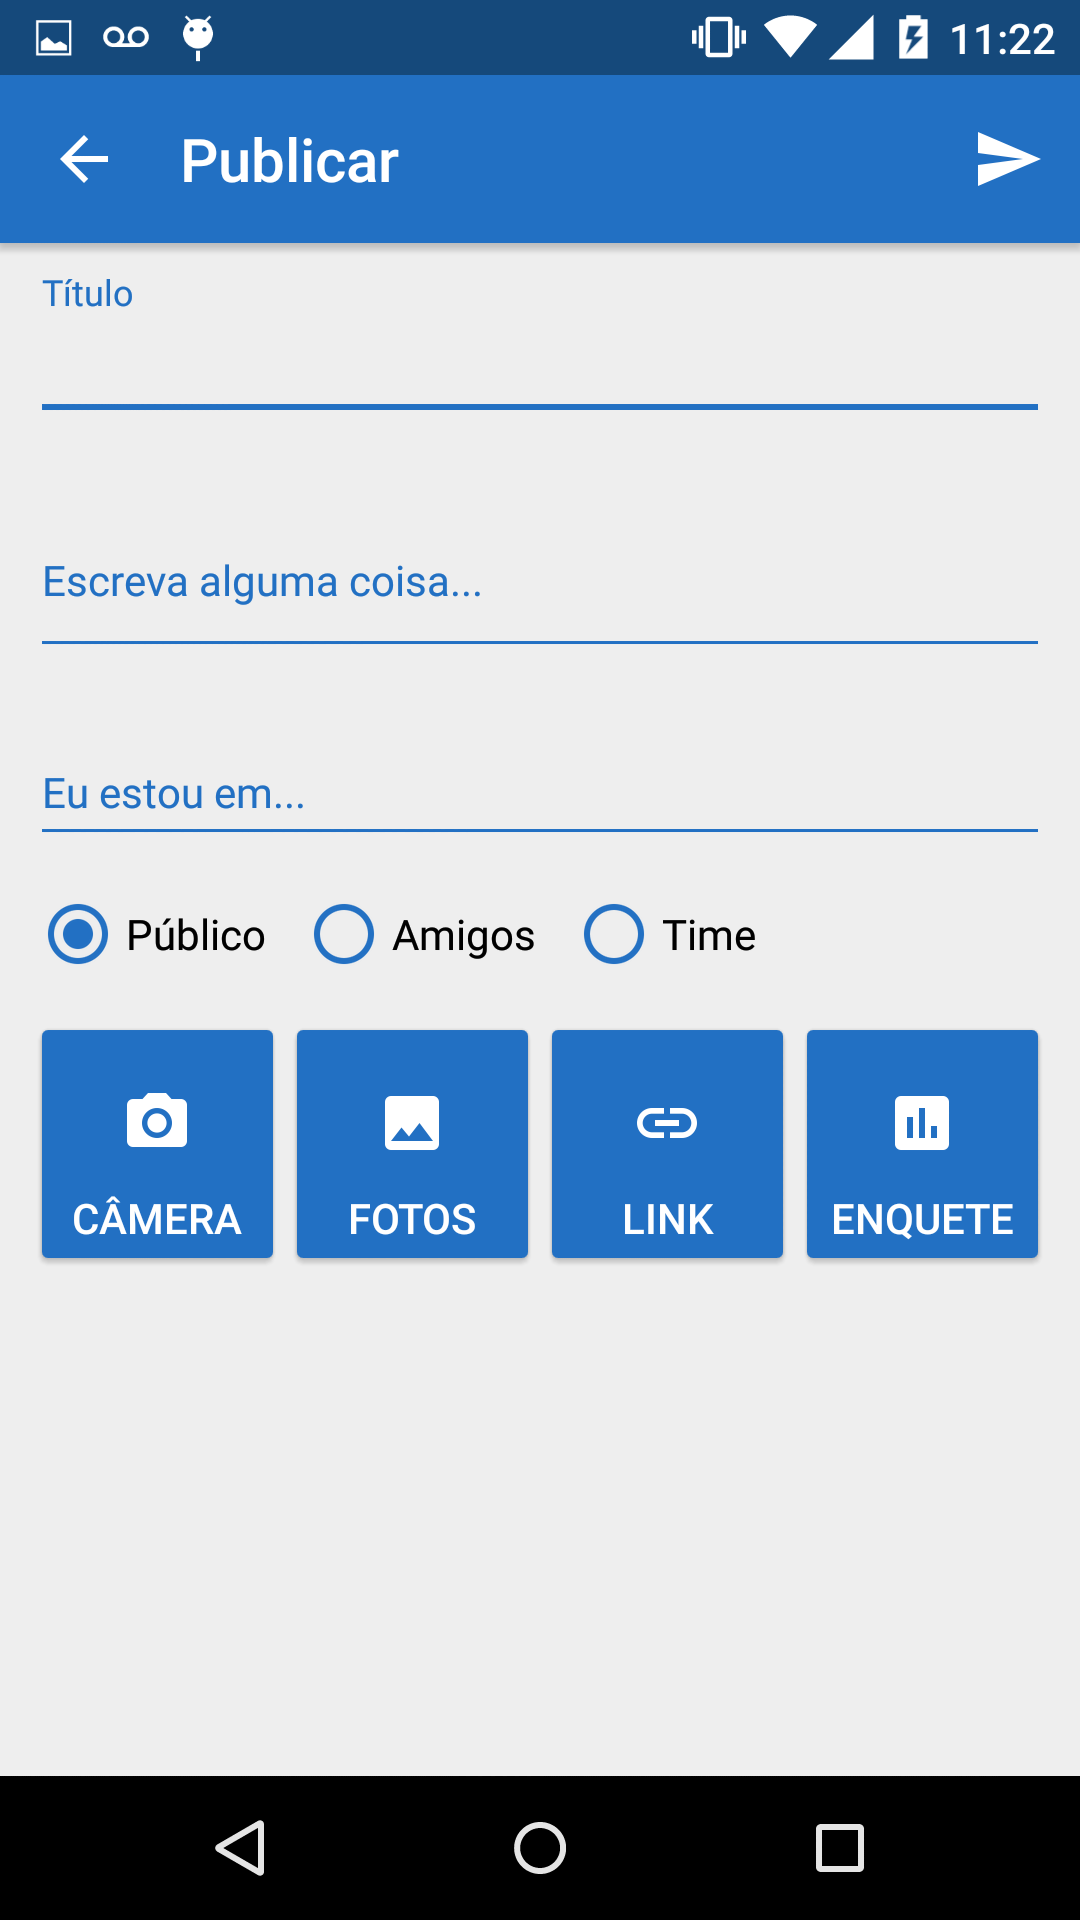 11:22
Publicar
Título
Escreva alguma coisa...
Eu estou em...
Público Amigos Time
CÂMERA FOTOS LINK ENQUETE